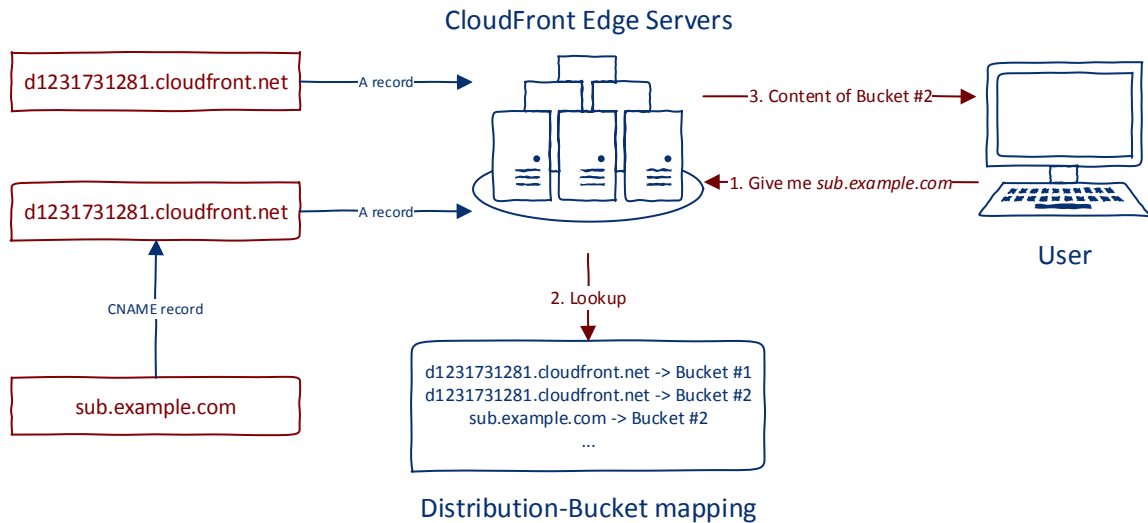 CloudFront Edge Servers
d1231731281.cloudfront.net
A record
3. Content of Bucket #2
1. Give me sub.example.com
d1231731281.cloudfront.net
A record
User
CNAME record
2. Lookup
d1231731281.cloudfront.net -> Bucket #1
d1231731281.cloudfront.net -> Bucket #2
sub.example.com -> Bucket #2
...
sub.example.com
Distribution-Bucket mapping